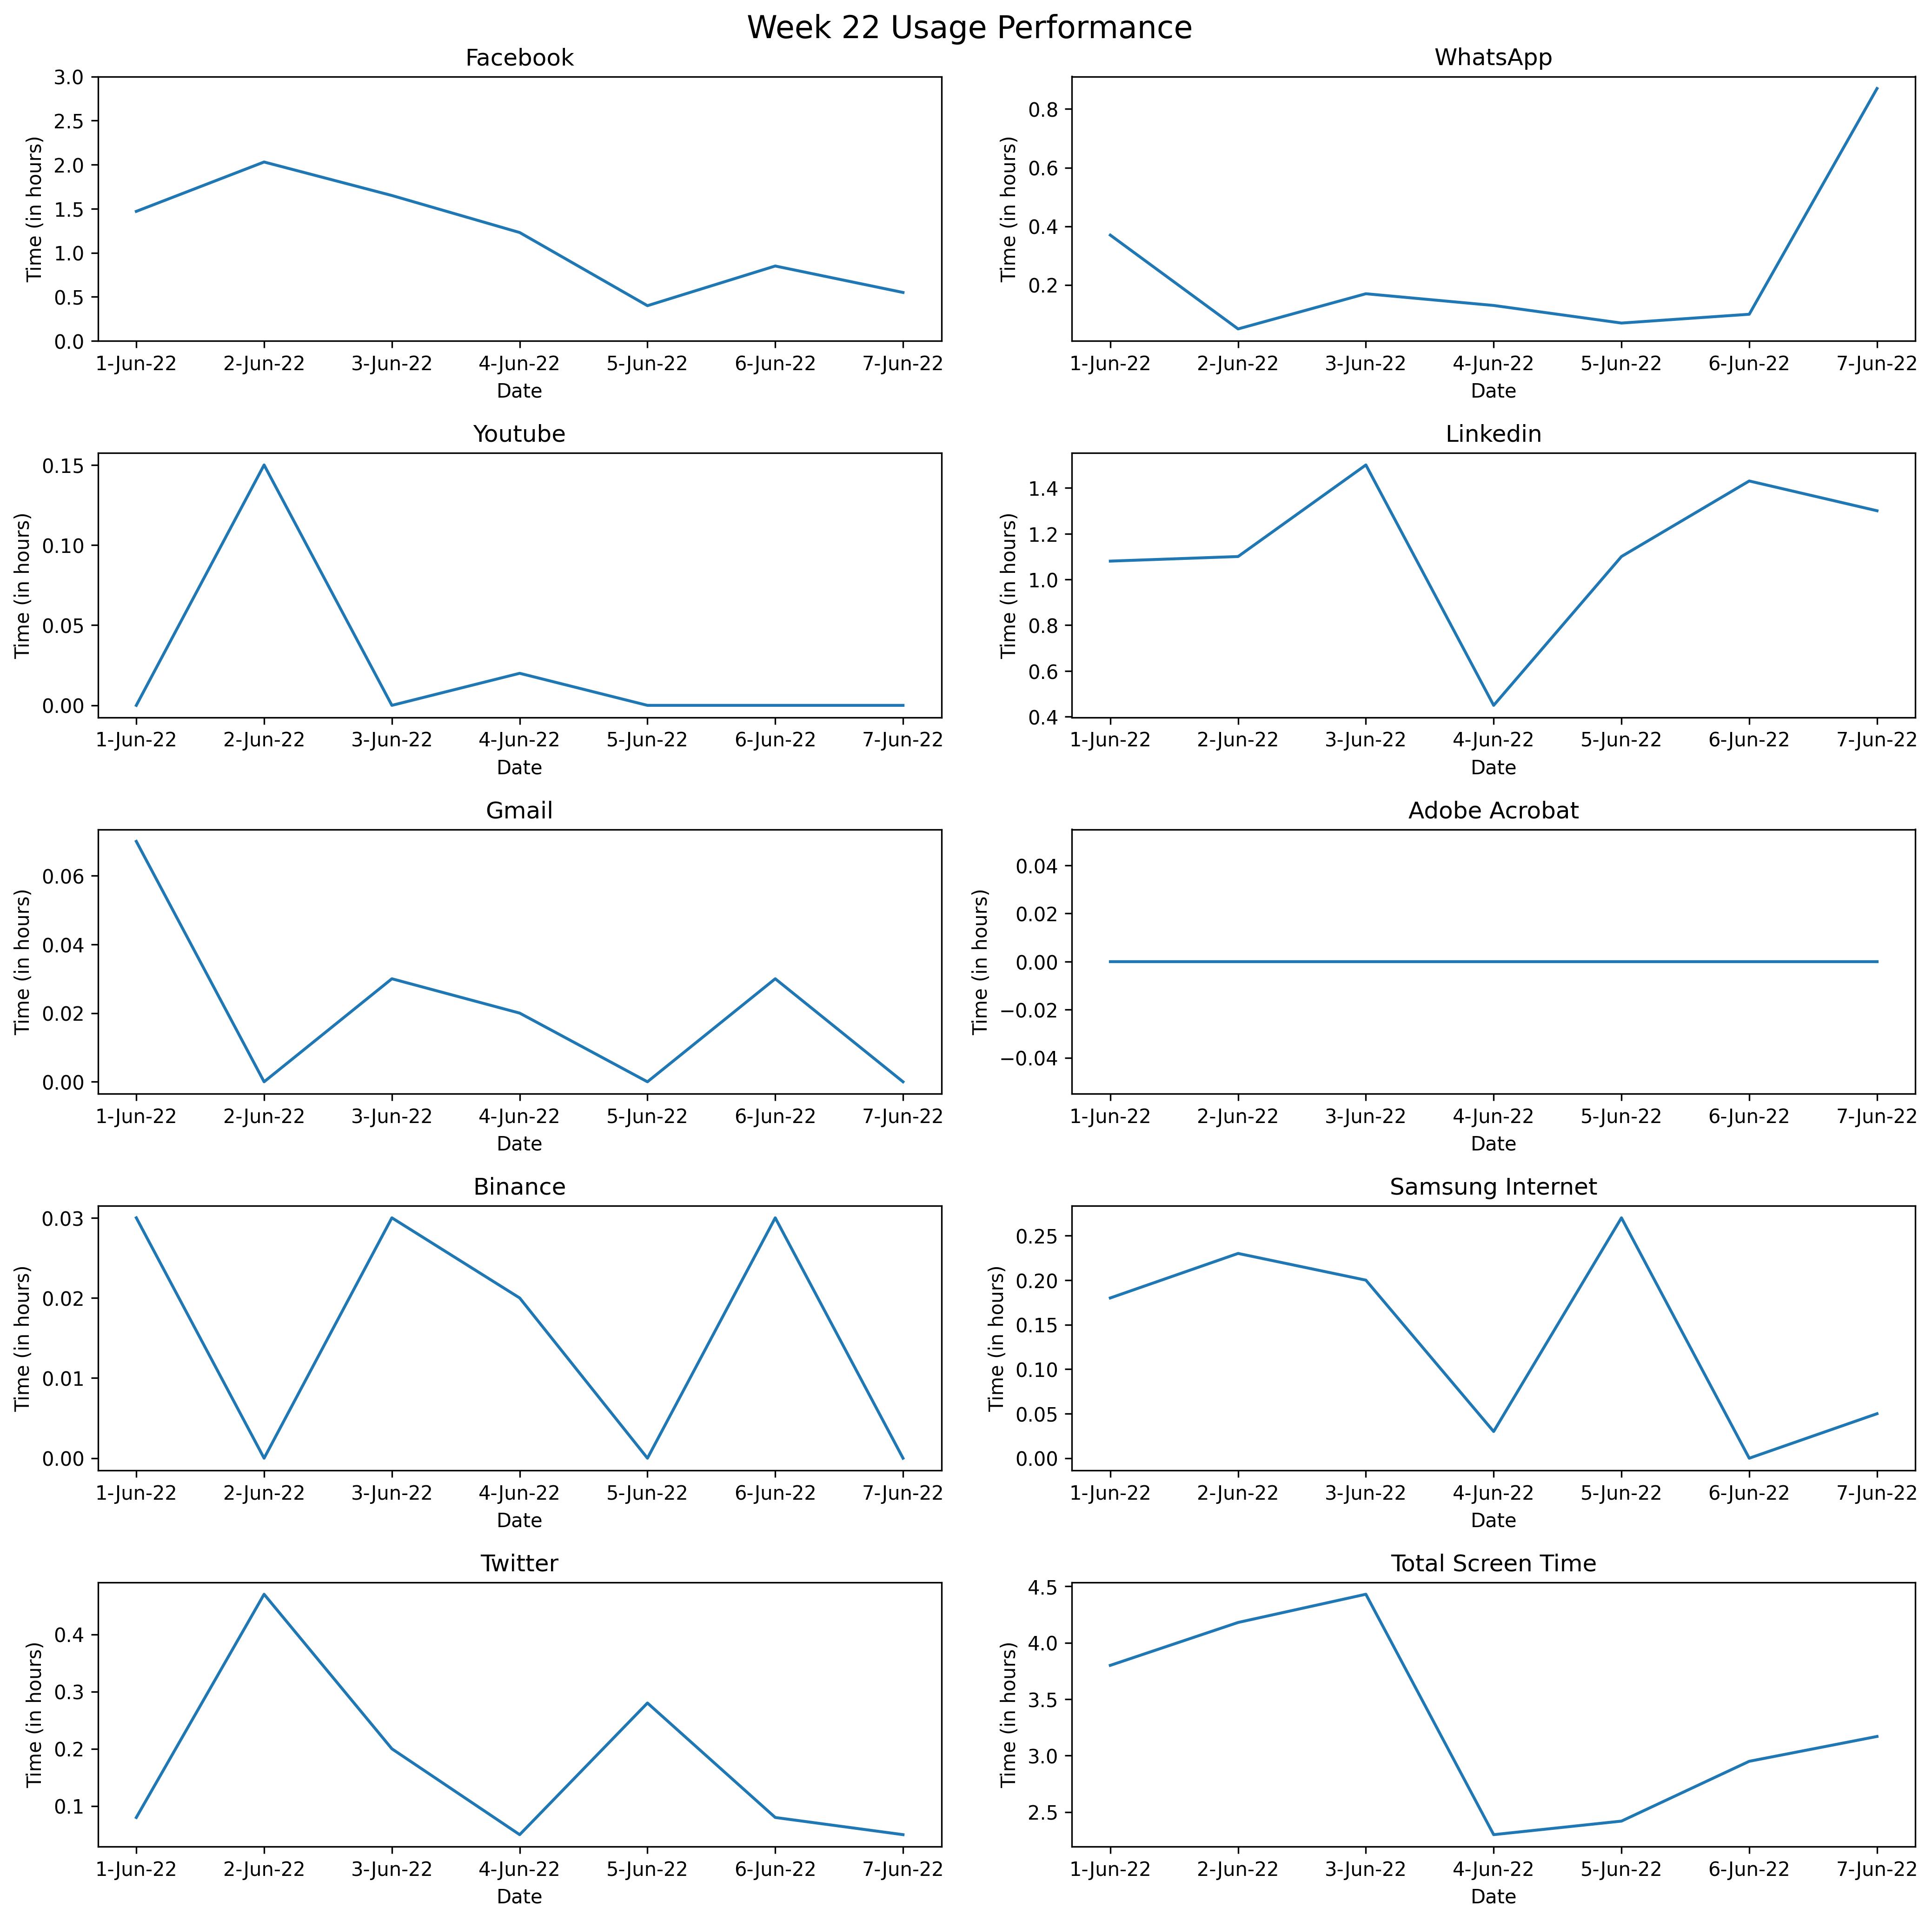 Week 22 Usage Performance
Facebook
3.0
2.5
2.0
1.5
1.0
0.5
0.0
Time (in hours)
1-Jun-22 2-Jun-22 3-Jun-22 4-Jun-22 5-Jun-22 6-Jun-22 7-Jun-22
Date
WhatsApp
0.8
0.6
0.4
0.2
Time (in hours)
1-Jun-22 2-Jun-22 3-Jun-22 4-Jun-22 5-Jun-22 6-Jun-22 7-Jun-22
Date
Youtube
0.15
0.10
0.05
0.00
Time (in hours)
1-Jun-22 2-Jun-22 3-Jun-22 4-Jun-22 5-Jun-22 6-Jun-22 7-Jun-22
Date
Linkedin
1.4
1.2
1.0
0.8
0.6
0.4
Time (in hours)
1-Jun-22 2-Jun-22 3-Jun-22 4-Jun-22 5-Jun-22 6-Jun-22 7-Jun-22
Date
Gmail
0.06
0.04
0.02
0.00
Time (in hours)
1-Jun-22 2-Jun-22 3-Jun-22 4-Jun-22 5-Jun-22 6-Jun-22 7-Jun-22
Date
Adobe Acrobat
0.04
0.02
0.00
−0.02
−0.04
Time (in hours)
1-Jun-22 2-Jun-22 3-Jun-22 4-Jun-22 5-Jun-22 6-Jun-22 7-Jun-22
Date
Binance
0.03
0.02
0.01
0.00
Time (in hours)
1-Jun-22 2-Jun-22 3-Jun-22 4-Jun-22 5-Jun-22 6-Jun-22 7-Jun-22
Date
Samsung Internet
0.25
0.20
0.15
0.10
0.05
0.00
Time (in hours)
1-Jun-22 2-Jun-22 3-Jun-22 4-Jun-22 5-Jun-22 6-Jun-22 7-Jun-22
Date
Twitter
0.4
0.3
0.2
0.1
Time (in hours)
1-Jun-22 2-Jun-22 3-Jun-22 4-Jun-22 5-Jun-22 6-Jun-22 7-Jun-22
Date
Total Screen Time
4.5
4.0
3.5
3.0
2.5
Time (in hours)
1-Jun-22 2-Jun-22 3-Jun-22 4-Jun-22 5-Jun-22 6-Jun-22 7-Jun-22
Date